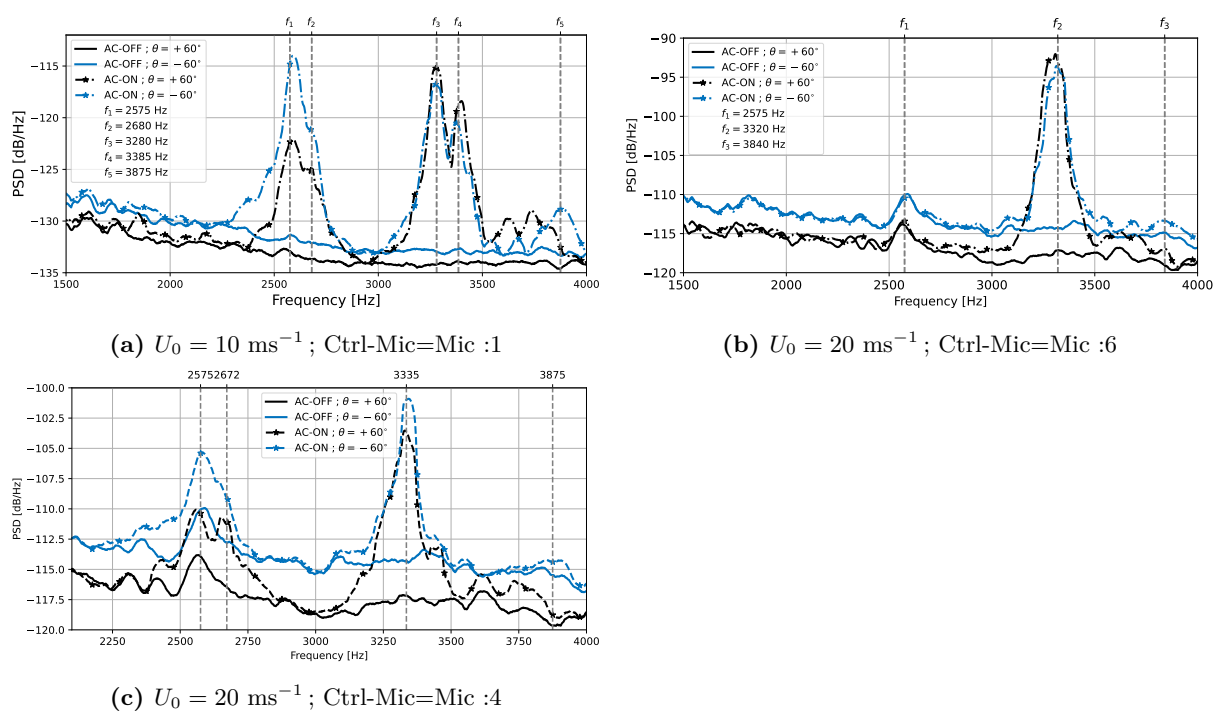 f₁ f₂ f₃ f₄ f₅
AC-OFF ; θ = +60°
AC-OFF ; θ = −60°
AC-ON ; θ = +60°
AC-ON ; θ = −60°
f₁ = 2575 Hz
f₂ = 2680 Hz
f₃ = 3280 Hz
f₄ = 3385 Hz
f₅ = 3875 Hz
PSD [dB/Hz]
−115
−120
−125
−130
−135
1500 2000 2500 3000 3500 4000
Frequency [Hz]
(a) U₀ = 10 ms⁻¹ ; Ctrl-Mic=Mic :1
f₁ f₂ f₃
AC-OFF ; θ = +60°
AC-OFF ; θ = −60°
AC-ON ; θ = +60°
AC-ON ; θ = −60°
f₁ = 2575 Hz
f₂ = 3320 Hz
f₃ = 3840 Hz
PSD [dB/Hz]
−90
−95
−100
−105
−110
−115
−120
1500 2000 2500 3000 3500 4000
Frequency [Hz]
(b) U₀ = 20 ms⁻¹ ; Ctrl-Mic=Mic :6
2575 2672 3335 3875
AC-OFF ; θ = +60°
AC-OFF ; θ = −60°
AC-ON ; θ = +60°
AC-ON ; θ = −60°
PSD [dB/Hz]
−100.0
−102.5
−105.0
−107.5
−110.0
−112.5
−115.0
−117.5
−120.0
2250 2500 2750 3000 3250 3500 3750 4000
Frequency [Hz]
(c) U₀ = 20 ms⁻¹ ; Ctrl-Mic=Mic :4